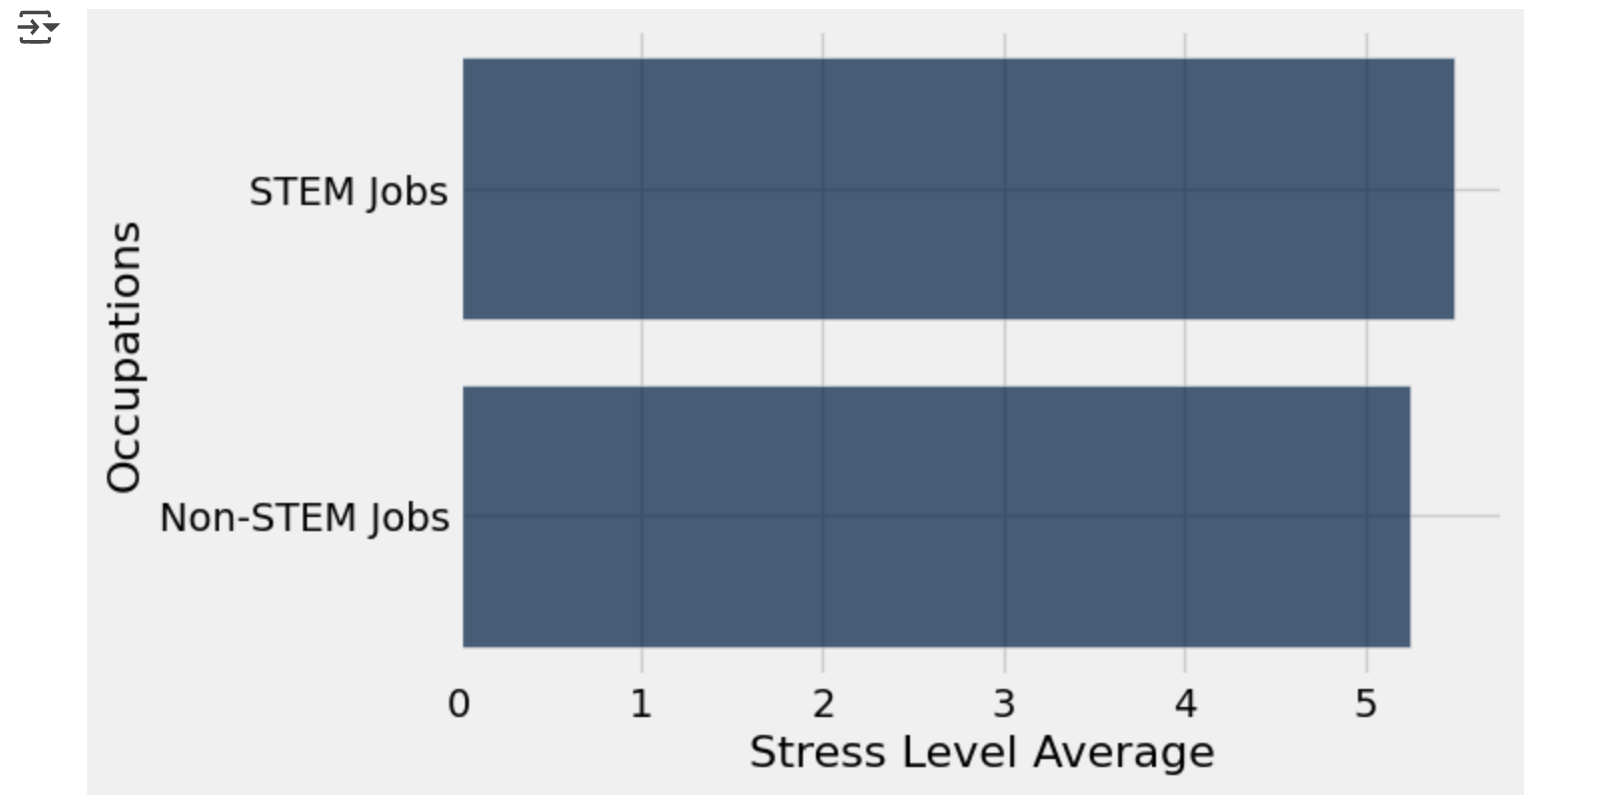 STEM Jobs
Occupations
Non-STEM Jobs
0 1 2 3 4 5
Stress Level Average